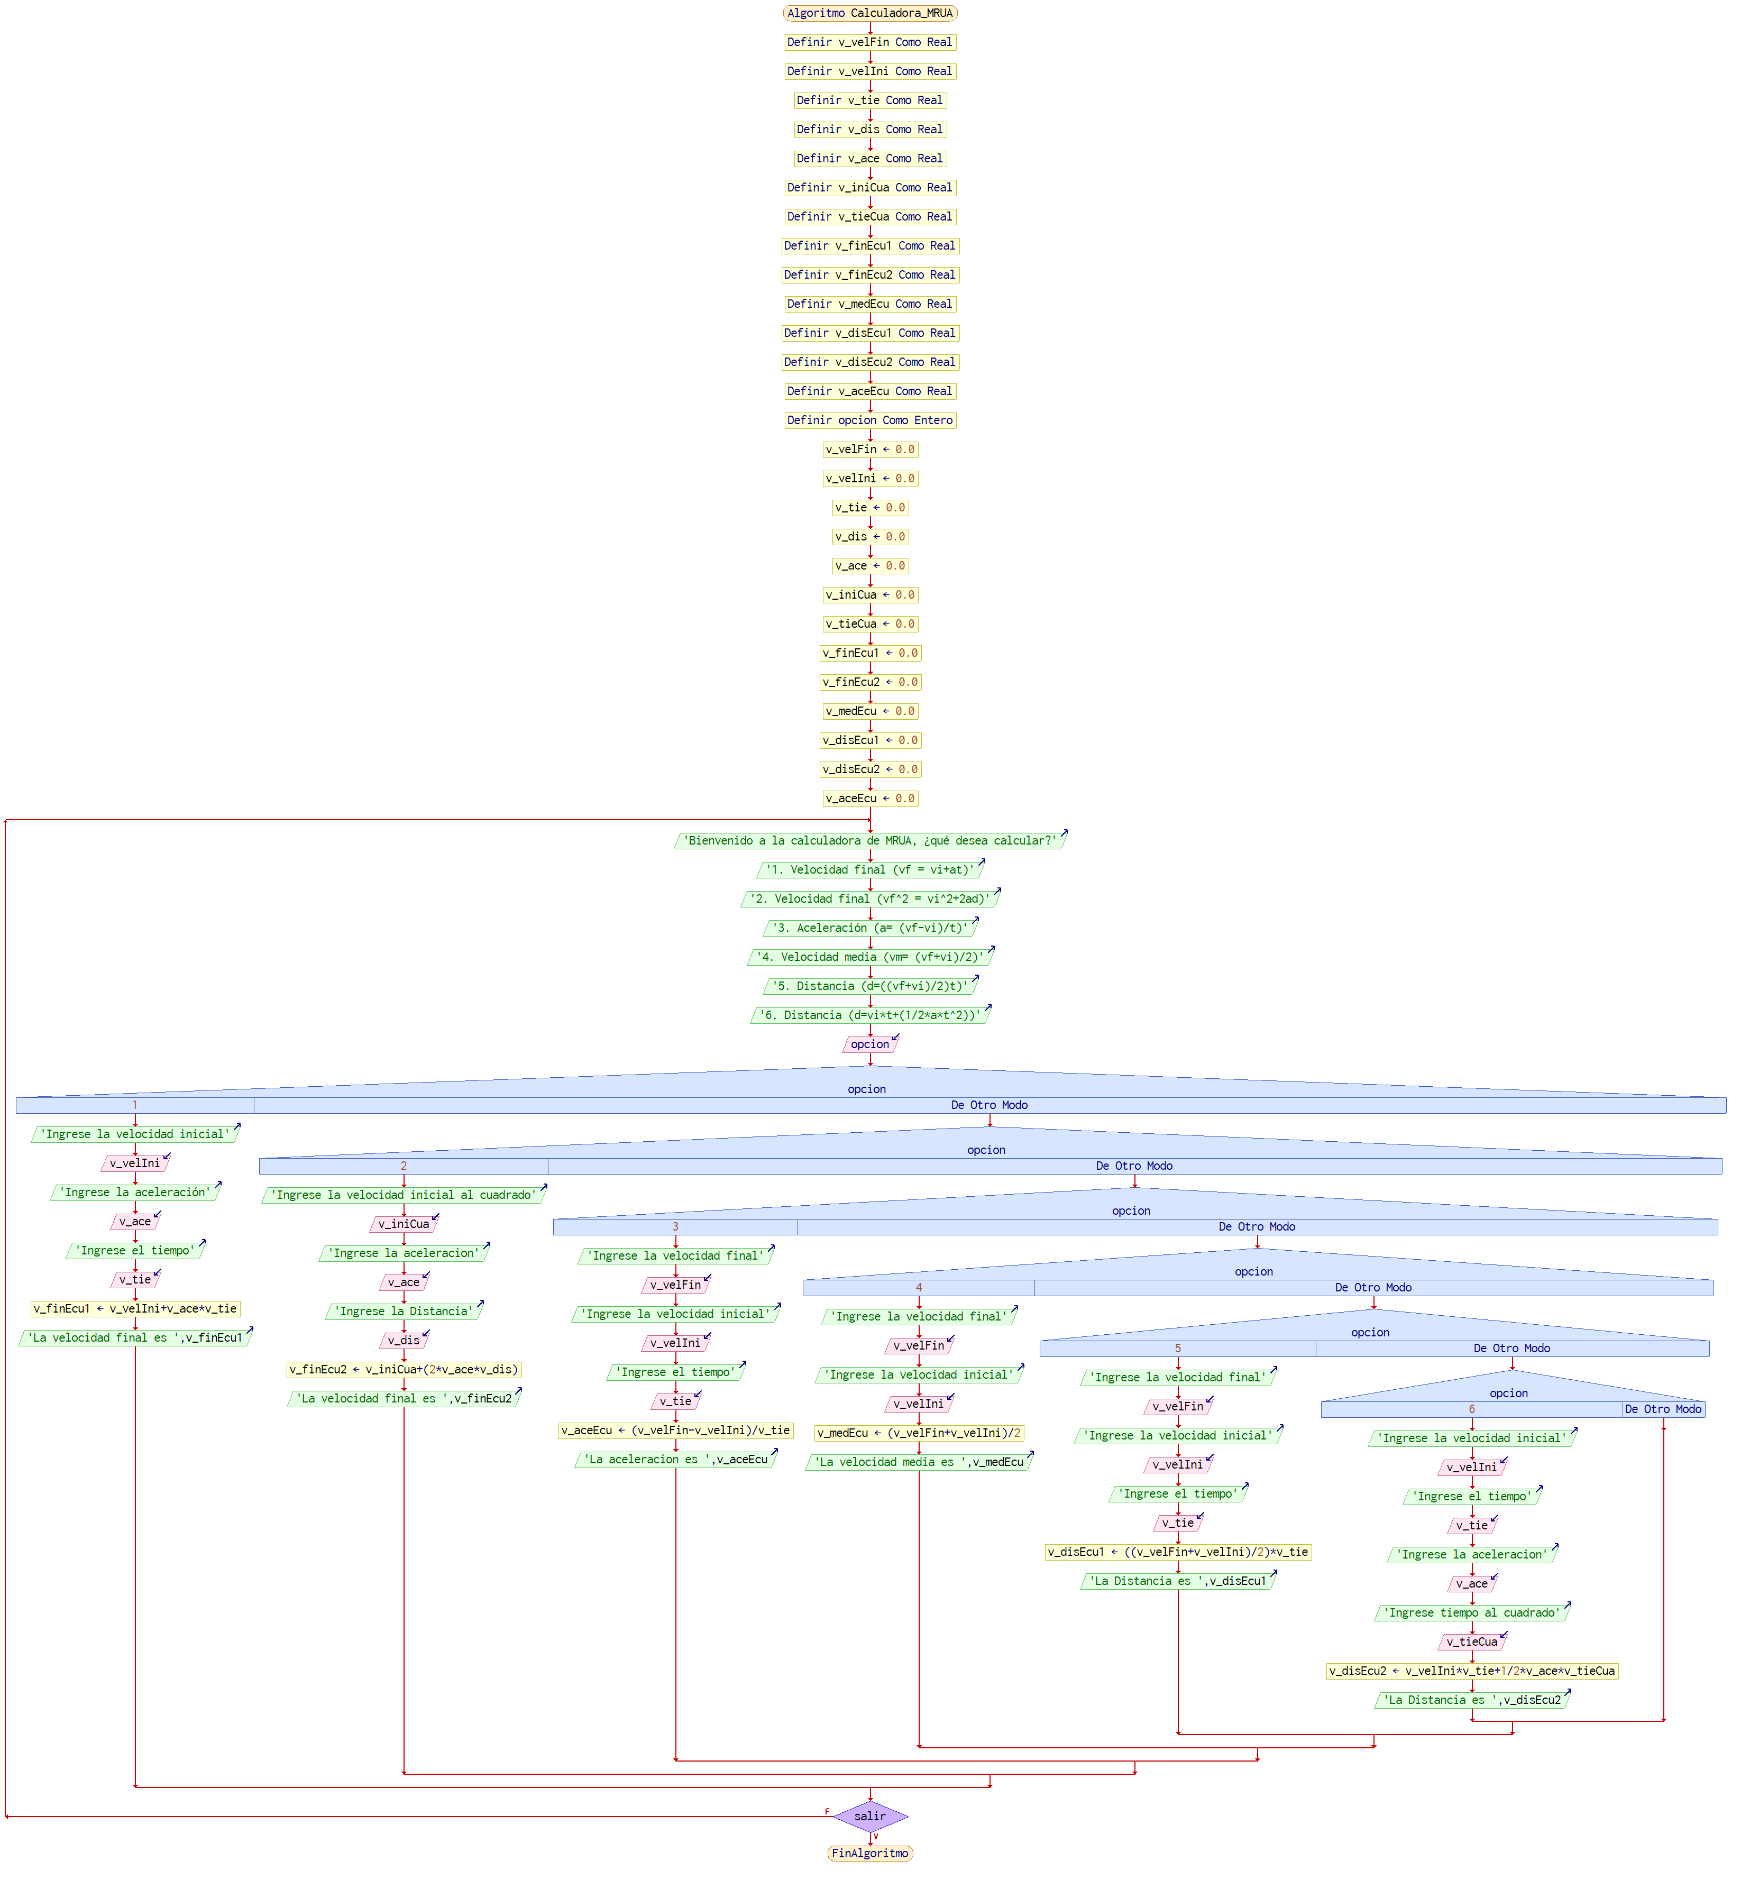 Algoritmo Calculadora_MRUA
Definir v_velFin Como Real
Definir v_velIni Como Real
Definir v_tie Como Real
Definir v_dis Como Real
Definir v_ace Como Real
Definir v_iniCua Como Real
Definir v_tieCua Como Real
Definir v_finEcu1 Como Real
Definir v_finEcu2 Como Real
Definir v_medEcu Como Real
Definir v_disEcu1 Como Real
Definir v_disEcu2 Como Real
Definir v_aceEcu Como Real
Definir opcion Como Entero
v_velFin ← 0.0
v_velIni ← 0.0
v_tie ← 0.0
v_dis ← 0.0
v_ace ← 0.0
v_iniCua ← 0.0
v_tieCua ← 0.0
v_finEcu1 ← 0.0
v_finEcu2 ← 0.0
v_medEcu ← 0.0
v_disEcu1 ← 0.0
v_disEcu2 ← 0.0
v_aceEcu ← 0.0
'Bienvenido a la calculadora de MRUA, ¿qué desea calcular?'
'1. Velocidad final (vf = vi+at)'
'2. Velocidad final (vf^2 = vi^2+2ad)'
'3. Aceleración (a= (vf-vi)/t)'
'4. Velocidad media (vm= (vf+vi)/2)'
'5. Distancia (d=((vf+vi)/2)t)'
'6. Distancia (d=vi*t+(1/2*a*t^2))'
opcion
opcion
1
De Otro Modo
'Ingrese la velocidad inicial'
v_velIni
'Ingrese la aceleración'
v_ace
'Ingrese el tiempo'
v_tie
v_finEcu1 ← v_velIni+v_ace*v_tie
'La velocidad final es ',v_finEcu1
opcion
2
De Otro Modo
'Ingrese la velocidad inicial al cuadrado'
v_iniCua
'Ingrese la aceleracion'
v_ace
'Ingrese la Distancia'
v_dis
v_finEcu2 ← v_iniCua+(2*v_ace*v_dis)
'La velocidad final es ',v_finEcu2
opcion
3
De Otro Modo
'Ingrese la velocidad final'
v_velFin
'Ingrese la velocidad inicial'
v_velIni
'Ingrese el tiempo'
v_tie
v_aceEcu ← (v_velFin-v_velIni)/v_tie
'La aceleracion es ',v_aceEcu
opcion
4
De Otro Modo
'Ingrese la velocidad final'
v_velFin
'Ingrese la velocidad inicial'
v_velIni
v_medEcu ← (v_velFin+v_velIni)/2
'La velocidad media es ',v_medEcu
opcion
5
De Otro Modo
'Ingrese la velocidad final'
v_velFin
'Ingrese la velocidad inicial'
v_velIni
'Ingrese el tiempo'
v_tie
v_disEcu1 ← ((v_velFin+v_velIni)/2)*v_tie
'La Distancia es ',v_disEcu1
opcion
6
De Otro Modo
'Ingrese la velocidad inicial'
v_velIni
'Ingrese el tiempo'
v_tie
'Ingrese la aceleracion'
v_ace
'Ingrese tiempo al cuadrado'
v_tieCua
v_disEcu2 ← v_velIni*v_tie+1/2*v_ace*v_tieCua
'La Distancia es ',v_disEcu2
F
salir
V
FinAlgoritmo